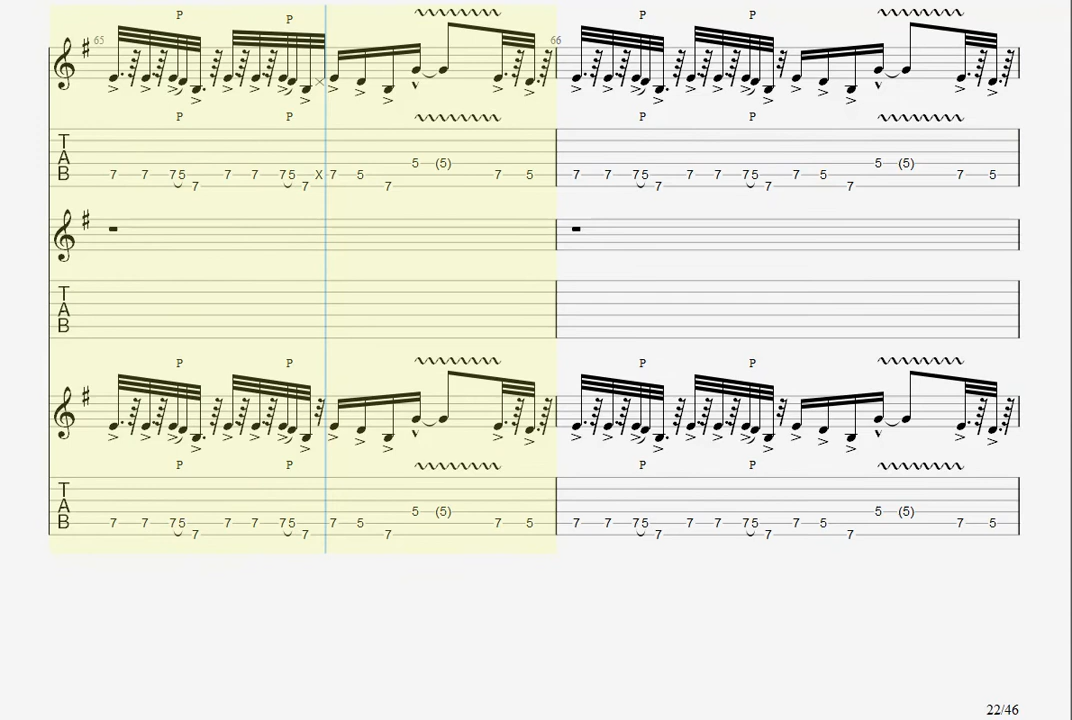 P P P P
65 66
P P P P
T
A
B
5 (5) 5 (5)
7 7 75 7 7 75 X 7 5 7 5 7 7 75 7 7 75 7 5 7 5
7 7 7 7 7 7
T
A
B
P P P P
P P P P
T
A
B
5 (5) 5 (5)
7 7 75 7 7 75 7 5 7 5 7 7 75 7 7 75 7 5 7 5
7 7 7 7 7 7
22/46